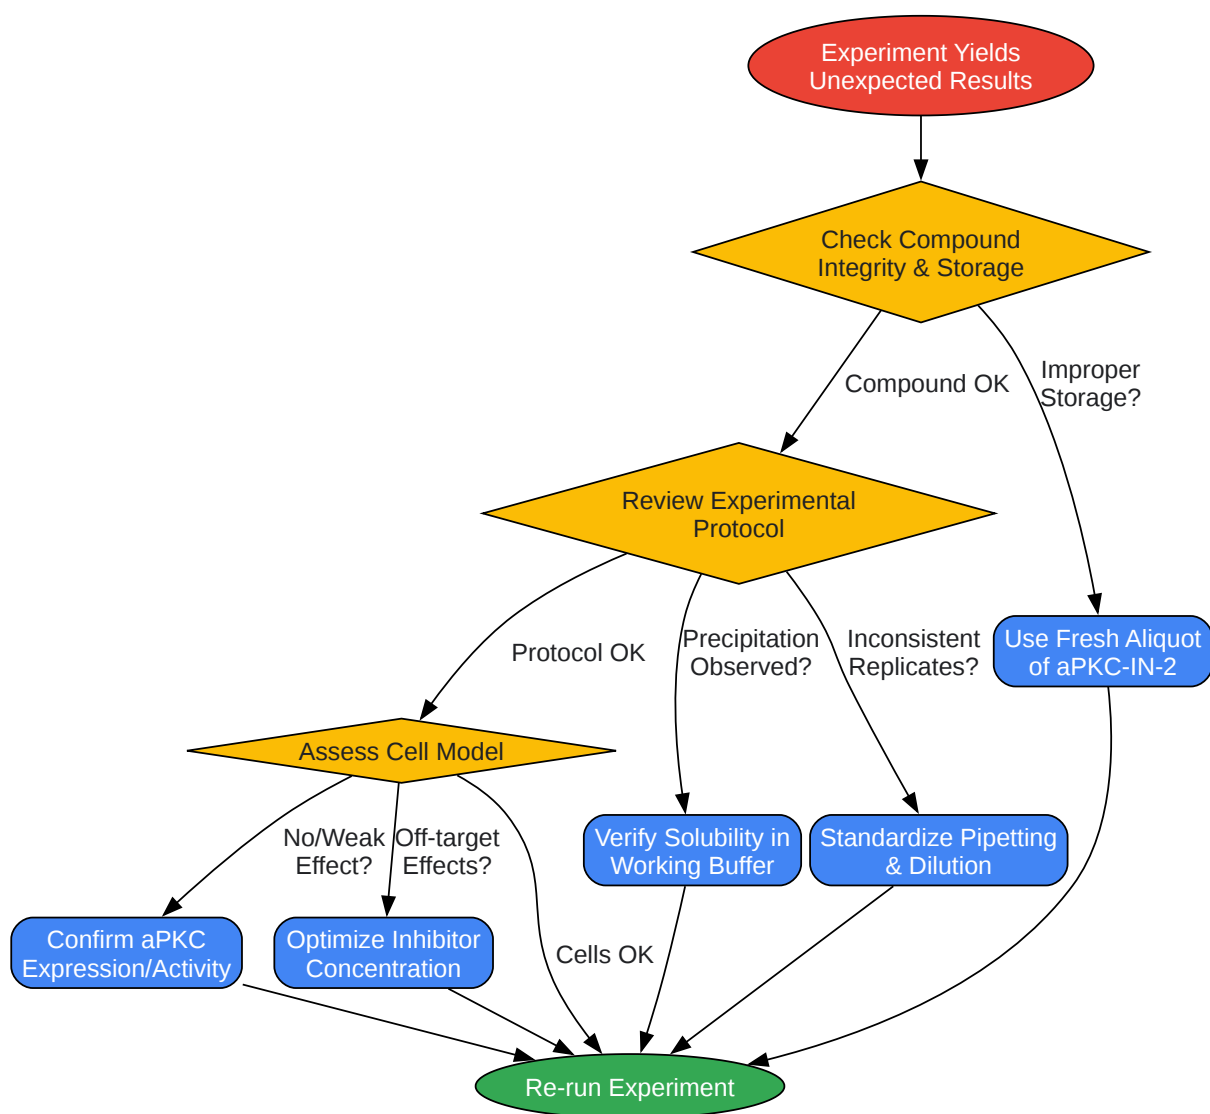 Experiment Yields
Unexpected Results
Check Compound
Integrity & Storage
Compound OK
Improper
Storage?
Review Experimental
Protocol
Protocol OK
Precipitation
Observed?
Inconsistent
Replicates?
Use Fresh Aliquot
of aPKC-IN-2
Assess Cell Model
No/Weak
Effect?
Off-target
Effects?
Verify Solubility in
Working Buffer
Standardize Pipetting
& Dilution
Confirm aPKC
Expression/Activity
Optimize Inhibitor
Concentration
Cells OK
Re-run Experiment